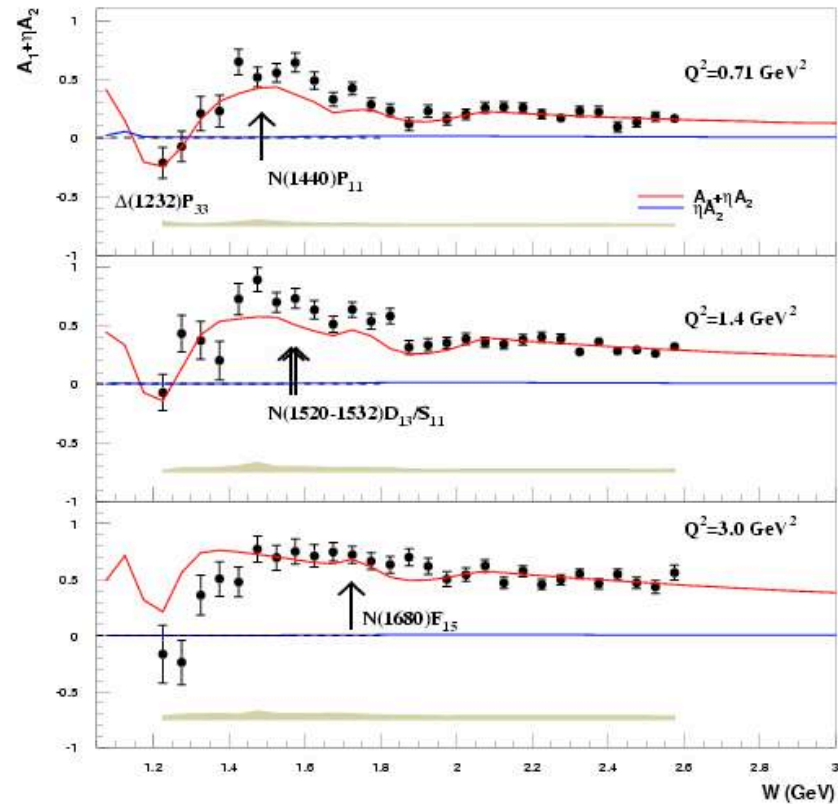 A₁+ηA₂
1
0.5
0
-0.5
-1
Q²=0.71 GeV²
N(1440)P₁₁
Δ(1232)P₃₃
A₁+ηA₂
ηA₂
0.5
0
-0.5
-1
Q²=1.4 GeV²
N(1520-1532)D₁₃/S₁₁
0.5
0
-0.5
-1
Q²=3.0 GeV²
N(1680)F₁₅
1.2 1.4 1.6 1.8 2 2.2 2.4 2.6 2.8 3
W (GeV)